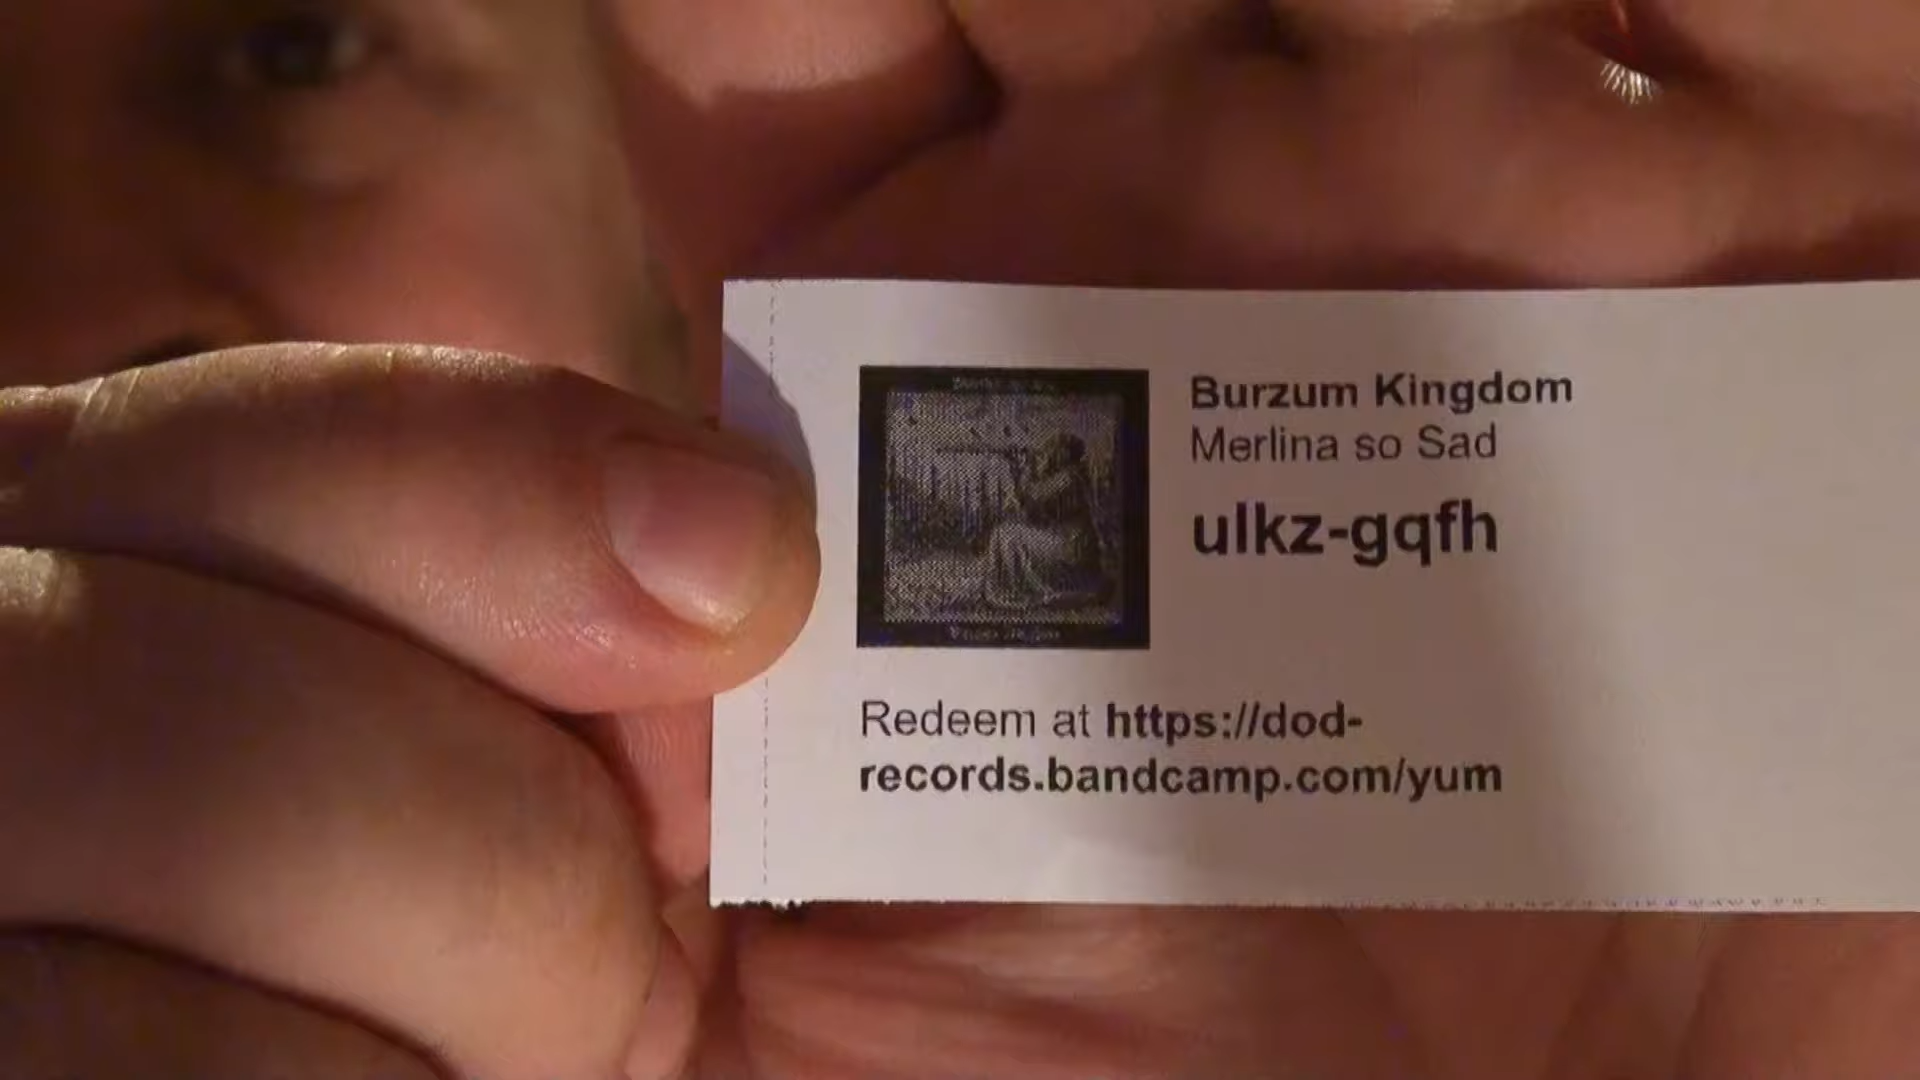 Burzum Kingdom
Merlina so Sad
ulkz-gqfh
Redeem at https://dod-
records.bandcamp.com/yum